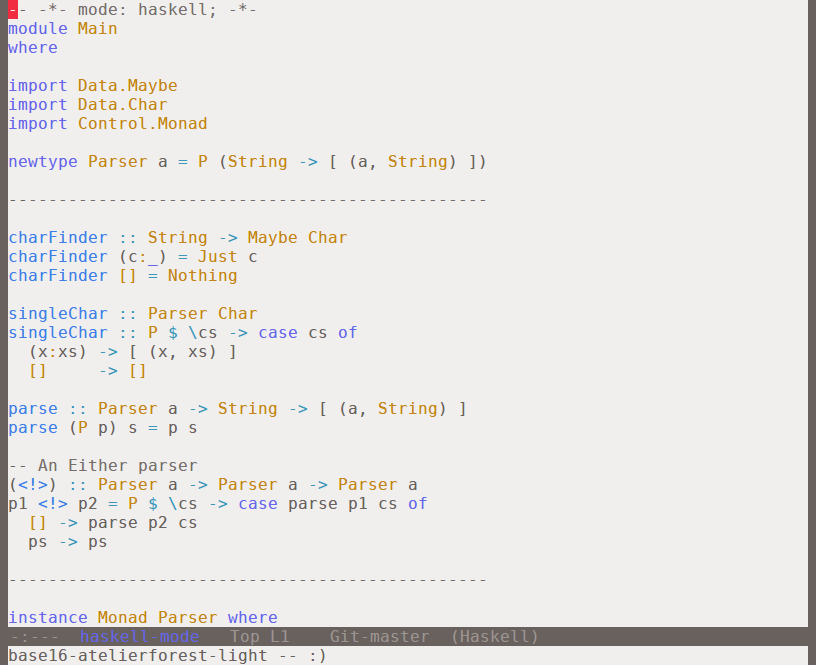 -- -*- mode: haskell; -*-
module Main
where

import Data.Maybe
import Data.Char
import Control.Monad

newtype Parser a = P (String -> [ (a, String) ])

------------------------------------------------

charFinder :: String -> Maybe Char
charFinder (c:_) = Just c
charFinder [] = Nothing

singleChar :: Parser Char
singleChar :: P $ \cs -> case cs of
  (x:xs) -> [ (x, xs) ]
  []     -> []

parse :: Parser a -> String -> [ (a, String) ]
parse (P p) s = p s

-- An Either parser
(<!>) :: Parser a -> Parser a -> Parser a
p1 <!> p2 = P $ \cs -> case parse p1 cs of
  [] -> parse p2 cs
  ps -> ps

------------------------------------------------

instance Monad Parser where
-:---  haskell-mode   Top L1    Git-master  (Haskell)
base16-atelierforest-light -- :)